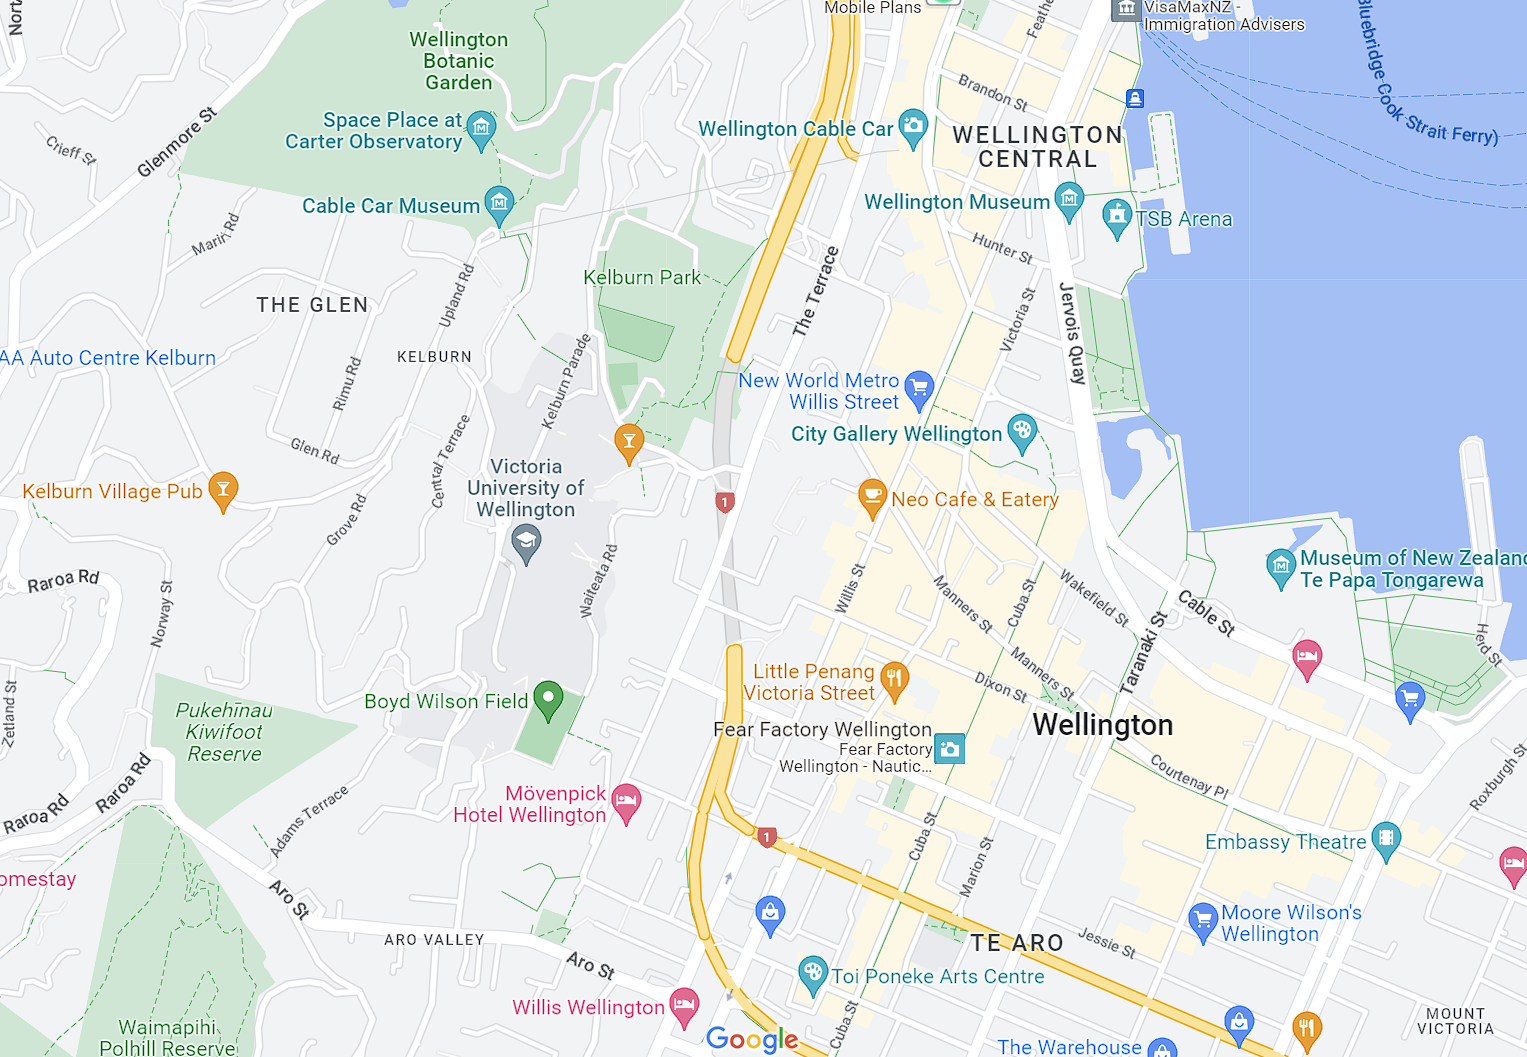 Mobile Plans
VisaMaxNZ -
Immigration Advisers
Bluebridge Cook Strait Ferry)
Wellington
Botanic
Garden
Brandon St
Space Place at
Carter Observatory
Wellington Cable Car
WELLINGTON
CENTRAL
Glenmore St
Crieff St
Cable Car Museum
Wellington Museum
TSB Arena
Marin Rd
Hunter St
Kelburn Park
Upland Rd
The Terrace
Victoria St
Jervois Quay
THE GLEN
AA Auto Centre Kelburn
KELBURN
Kelburn Parade
Rimu Rd
New World Metro
Willis Street
City Gallery Wellington
Glen Rd
Central Terrace
Victoria
University of
Wellington
Kelburn Village Pub
Grove Rd
1
Neo Cafe & Eatery
Raroa Rd
Norway St
Waiteata Rd
Willis St
Manners St
Cuba St
Wakefield St
Museum of New Zealand
Te Papa Tongarewa
Cable St
Taranaki St
Herd St
Manners St
Dixon St
Little Penang
Victoria Street
Boyd Wilson Field
Zetland St
Pukehīnau
Kiwifoot
Reserve
Fear Factory Wellington
Fear Factory
Wellington - Nautic...
Wellington
Courtenay Pl
Roxburgh St
Raroa Rd
Raroa Rd
Adams Terrace
Mövenpick
Hotel Wellington
1
Cuba St
Marion St
Embassy Theatre
omestay
Aro St
ARO VALLEY
Aro St
TE ARO
Jessie St
Moore Wilson's
Wellington
Toi Poneke Arts Centre
Willis Wellington
Cuba St
Waimapihi
Polhill Reserve
Google
The Warehouse
MOUNT
VICTORIA